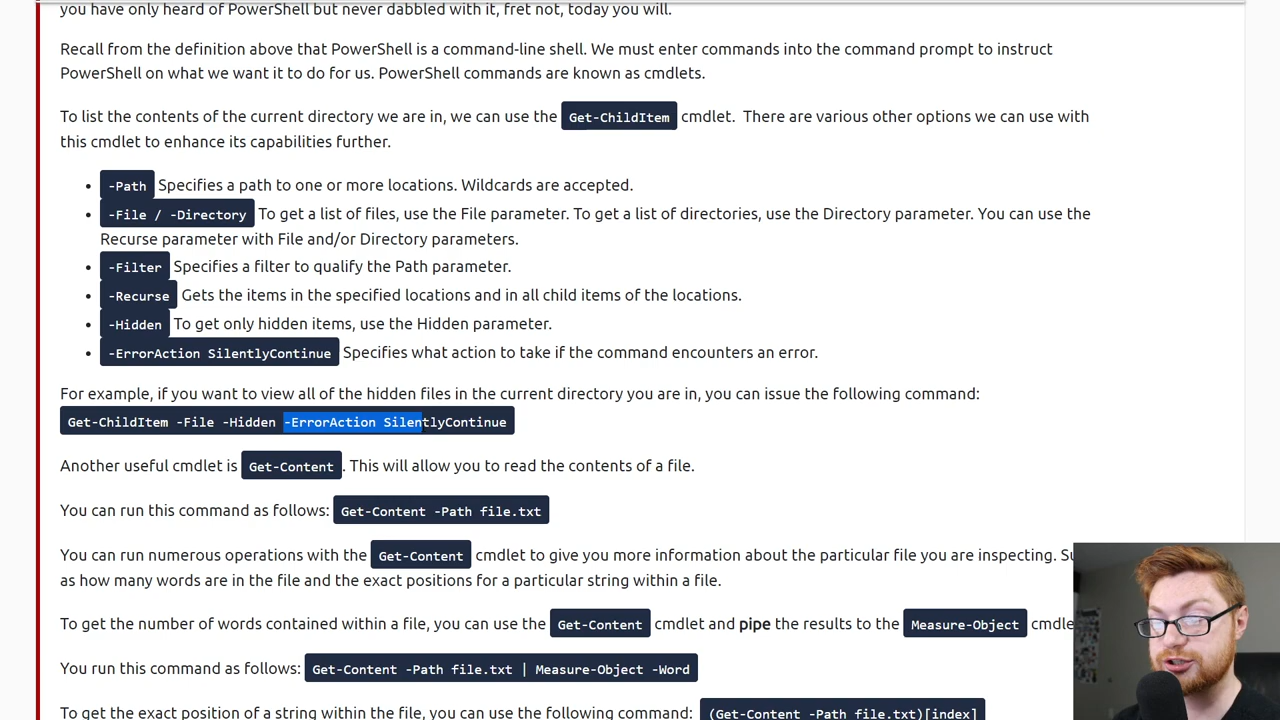 you have only heard of PowerShell but never dabbled with it, fret not, today you will.
Recall from the definition above that PowerShell is a command-line shell. We must enter commands into the command prompt to instruct
PowerShell on what we want it to do for us. PowerShell commands are known as cmdlets.
To list the contents of the current directory we are in, we can use the Get-ChildItem cmdlet. There are various other options we can use with
this cmdlet to enhance its capabilities further.
• -Path Specifies a path to one or more locations. Wildcards are accepted.
• -File / -Directory To get a list of files, use the File parameter. To get a list of directories, use the Directory parameter. You can use the
Recurse parameter with File and/or Directory parameters.
• -Filter Specifies a filter to qualify the Path parameter.
• -Recurse Gets the items in the specified locations and in all child items of the locations.
• -Hidden To get only hidden items, use the Hidden parameter.
• -ErrorAction SilentlyContinue Specifies what action to take if the command encounters an error.
For example, if you want to view all of the hidden files in the current directory you are in, you can issue the following command:
Get-ChildItem -File -Hidden -ErrorAction SilentlyContinue
Another useful cmdlet is Get-Content. This will allow you to read the contents of a file.
You can run this command as follows: Get-Content -Path file.txt
You can run numerous operations with the Get-Content cmdlet to give you more information about the particular file you are inspecting.
as how many words are in the file and the exact positions for a particular string within a file.
To get the number of words contained within a file, you can use the Get-Content cmdlet and pipe the results to the Measure-Object
You run this command as follows: Get-Content -Path file.txt | Measure-Object -Word
To get the exact position of a string within the file, you can use the following command: (Get-Content -Path file.txt)[index]